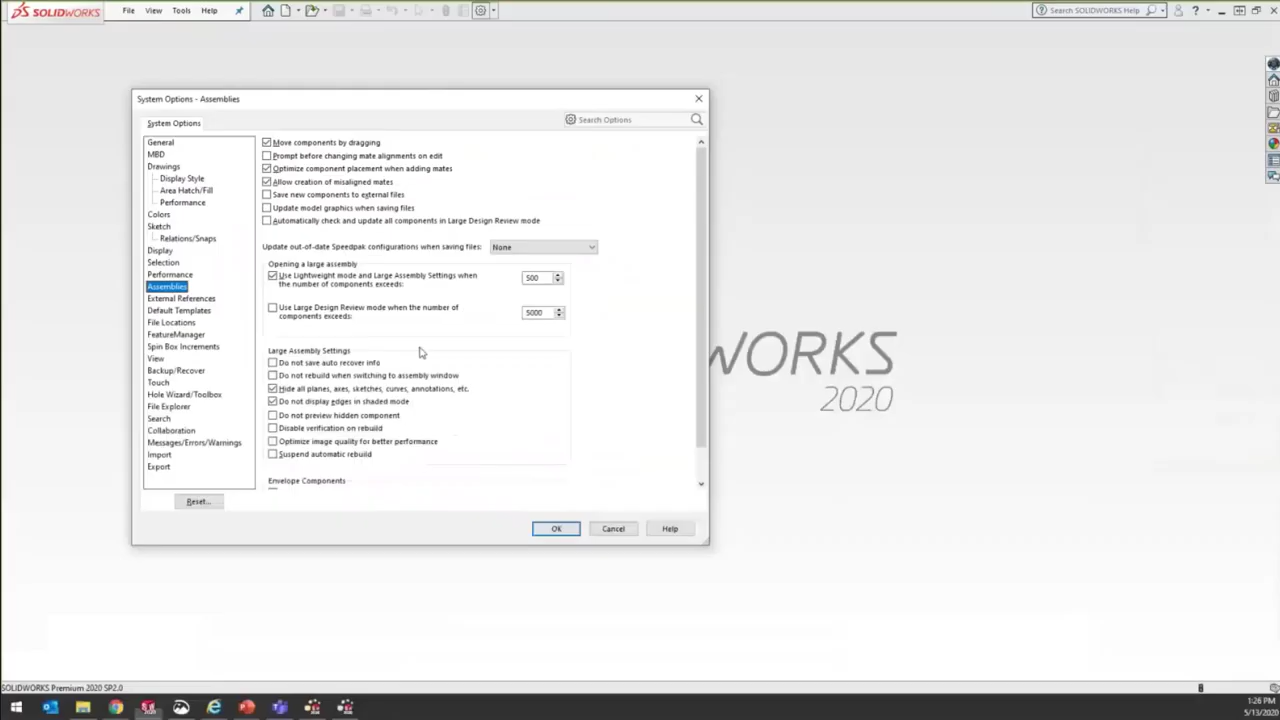 SOLIDWORKS
File View Tools Help
Search SOLIDWORKS Help
?
System Options - Assemblies
System Options
Search Options
General
MBD
Drawings
Display Style
Area Hatch/Fill
Performance
Colors
Sketch
Relations/Snaps
Display
Selection
Performance
Assemblies
External References
Default Templates
File Locations
FeatureManager
Spin Box Increments
View
Backup/Recover
Touch
Hole Wizard/Toolbox
File Explorer
Search
Collaboration
Messages/Errors/Warnings
Import
Export
Reset...
Move components by dragging
Prompt before changing mate alignments on edit
Optimize component placement when adding mates
Allow creation of misaligned mates
Save new components to external files
Update model graphics when saving files
Automatically check and update all components in Large Design Review mode
Update out-of-date Speedpak configurations when saving files: None
Opening a large assembly
Use Lightweight mode and Large Assembly Settings when
the number of components exceeds: 500
Use Large Design Review mode when the number of
components exceeds: 5000
Large Assembly Settings
Do not save auto recover info
Do not rebuild when switching to assembly window
Hide all planes, axes, sketches, curves, annotations, etc.
Do not display edges in shaded mode
Do not preview hidden component
Disable verification on rebuild
Optimize image quality for better performance
Suspend automatic rebuild
Envelope Components
OK Cancel Help
WORKS
2020
SOLIDWORKS Premium 2020 SP2.0
1:26 PM
5/13/2020